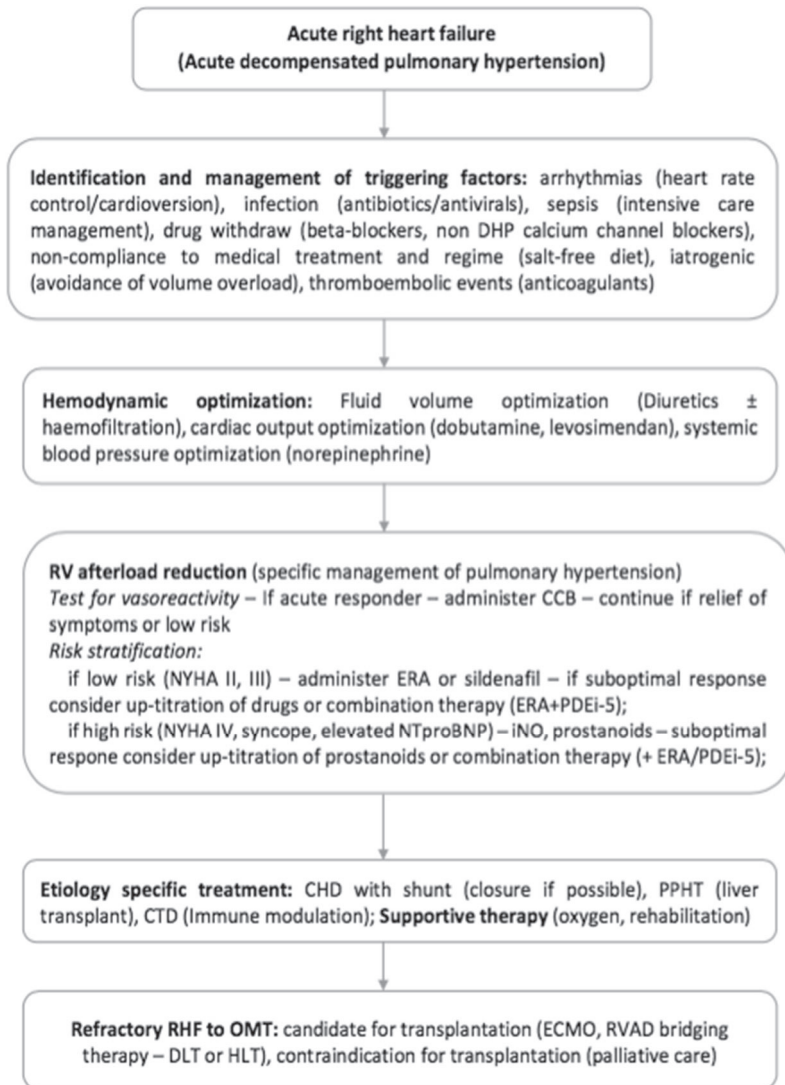 Acute right heart failure
(Acute decompensated pulmonary hypertension)
Identification and management of triggering factors: arrhythmias (heart rate
control/cardioversion), infection (antibiotics/antivirals), sepsis (intensive care
management), drug withdraw (beta-blockers, non DHP calcium channel blockers),
non-compliance to medical treatment and regime (salt-free diet), iatrogenic
(avoidance of volume overload), thromboembolic events (anticoagulants)
Hemodynamic optimization: Fluid volume optimization (Diuretics ±
haemofiltration), cardiac output optimization (dobutamine, levosimendan), systemic
blood pressure optimization (norepinephrine)
RV afterload reduction (specific management of pulmonary hypertension)
Test for vasoreactivity – If acute responder – administer CCB – continue if relief of
symptoms or low risk
Risk stratification:
if low risk (NYHA II, III) – administer ERA or sildenafil – if suboptimal response
consider up-titration of drugs or combination therapy (ERA+PDEi-5);
if high risk (NYHA IV, syncope, elevated NTproBNP) – iNO, prostanoids – suboptimal
respone consider up-titration of prostanoids or combination therapy (+ ERA/PDEi-5);
Etiology specific treatment: CHD with shunt (closure if possible), PPHT (liver
transplant), CTD (Immune modulation); Supportive therapy (oxygen, rehabilitation)
Refractory RHF to OMT: candidate for transplantation (ECMO, RVAD bridging
therapy – DLT or HLT), contraindication for transplantation (palliative care)